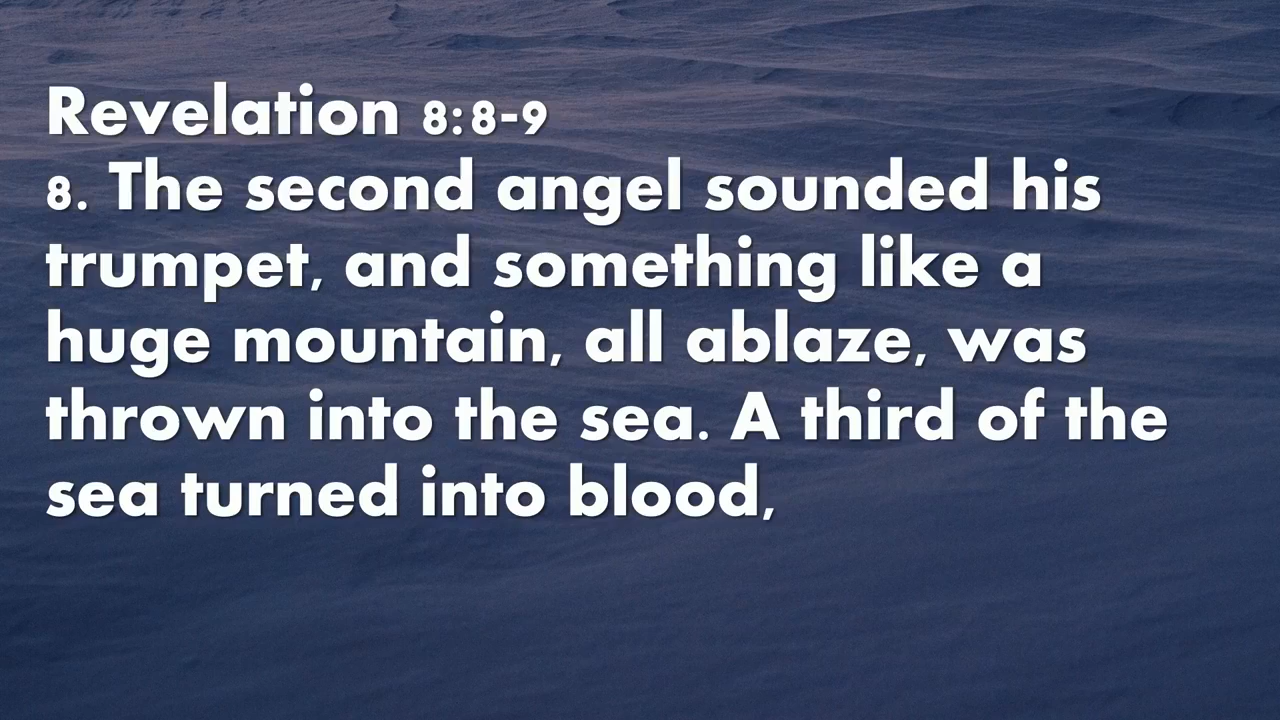 Revelation 8:8-9
8. The second angel sounded his
trumpet, and something like a
huge mountain, all ablaze, was
thrown into the sea. A third of the
sea turned into blood,